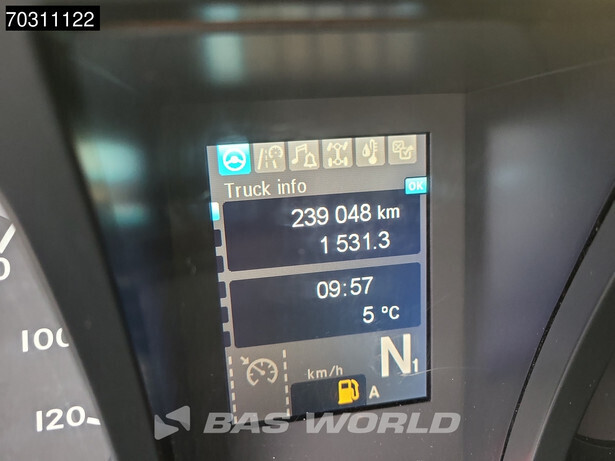 70311122
Truck info
OK
239 048 km
1 531.3
09:57
5 °C
N1
km/h
A
100
120
BAS WORLD